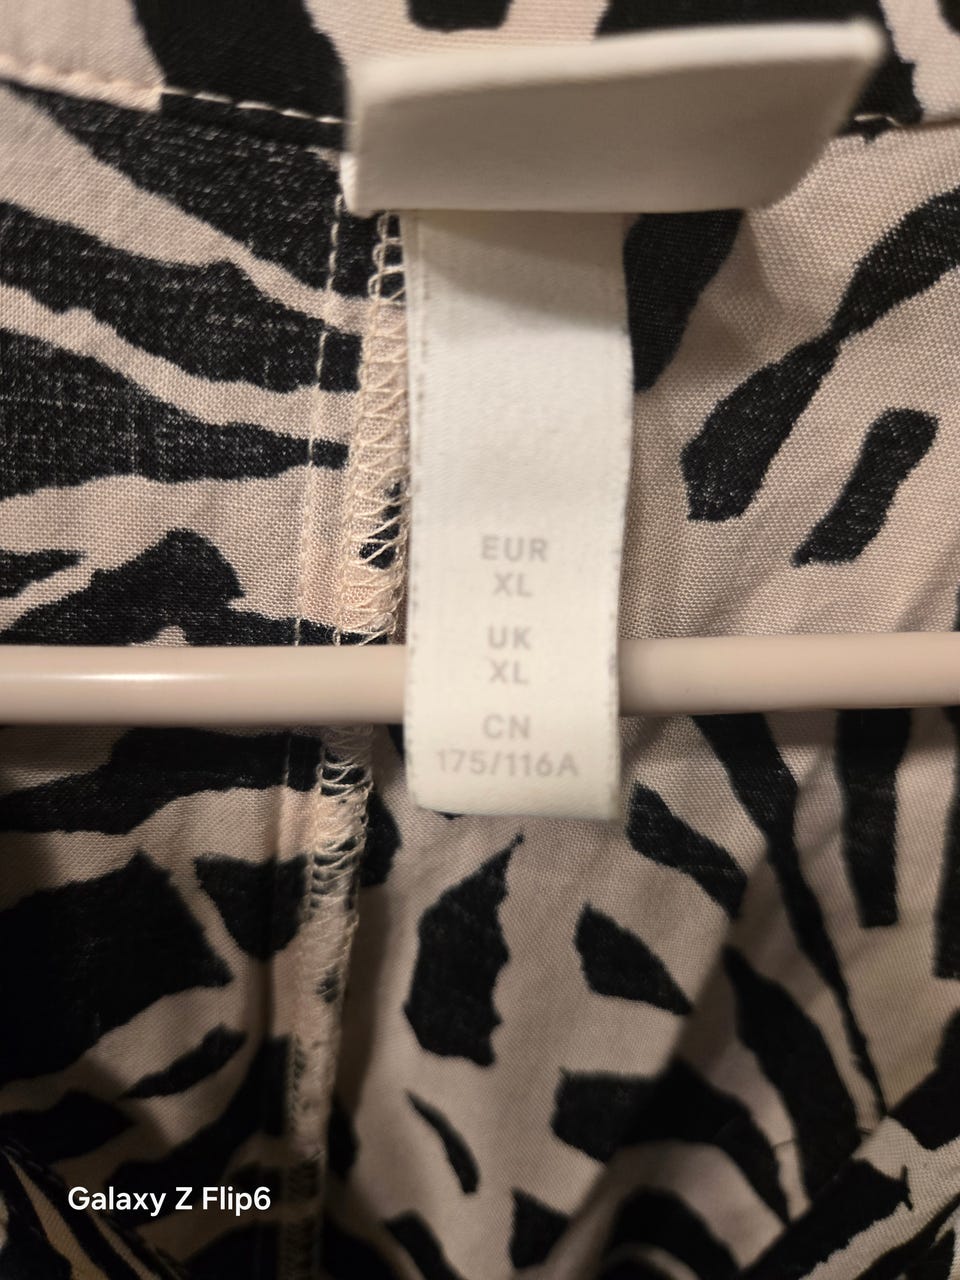 EUR
XL
UK
XL
CN
175/116A
Galaxy Z Flip6